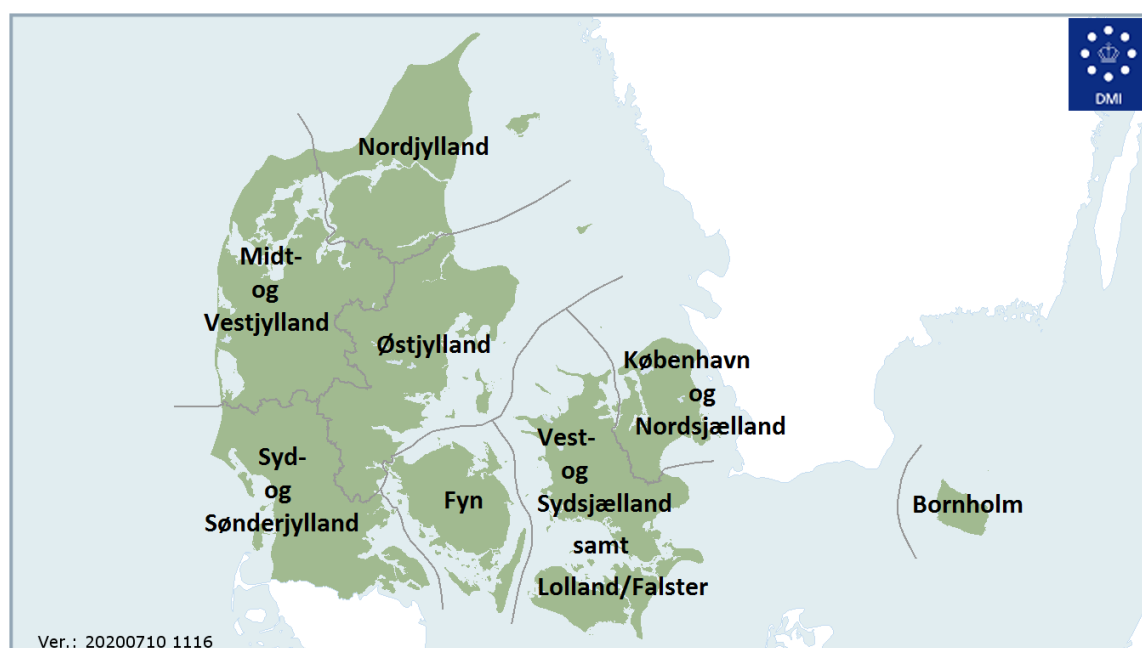 DMI
Nordjylland
Midt-
og
Vestjylland
Østjylland
København
og
Nordsjælland
Vest-
og
Sydsjælland
samt
Lolland/Falster
Syd-
og
Sønderjylland
Fyn
Bornholm
Ver.: 20200710 1116